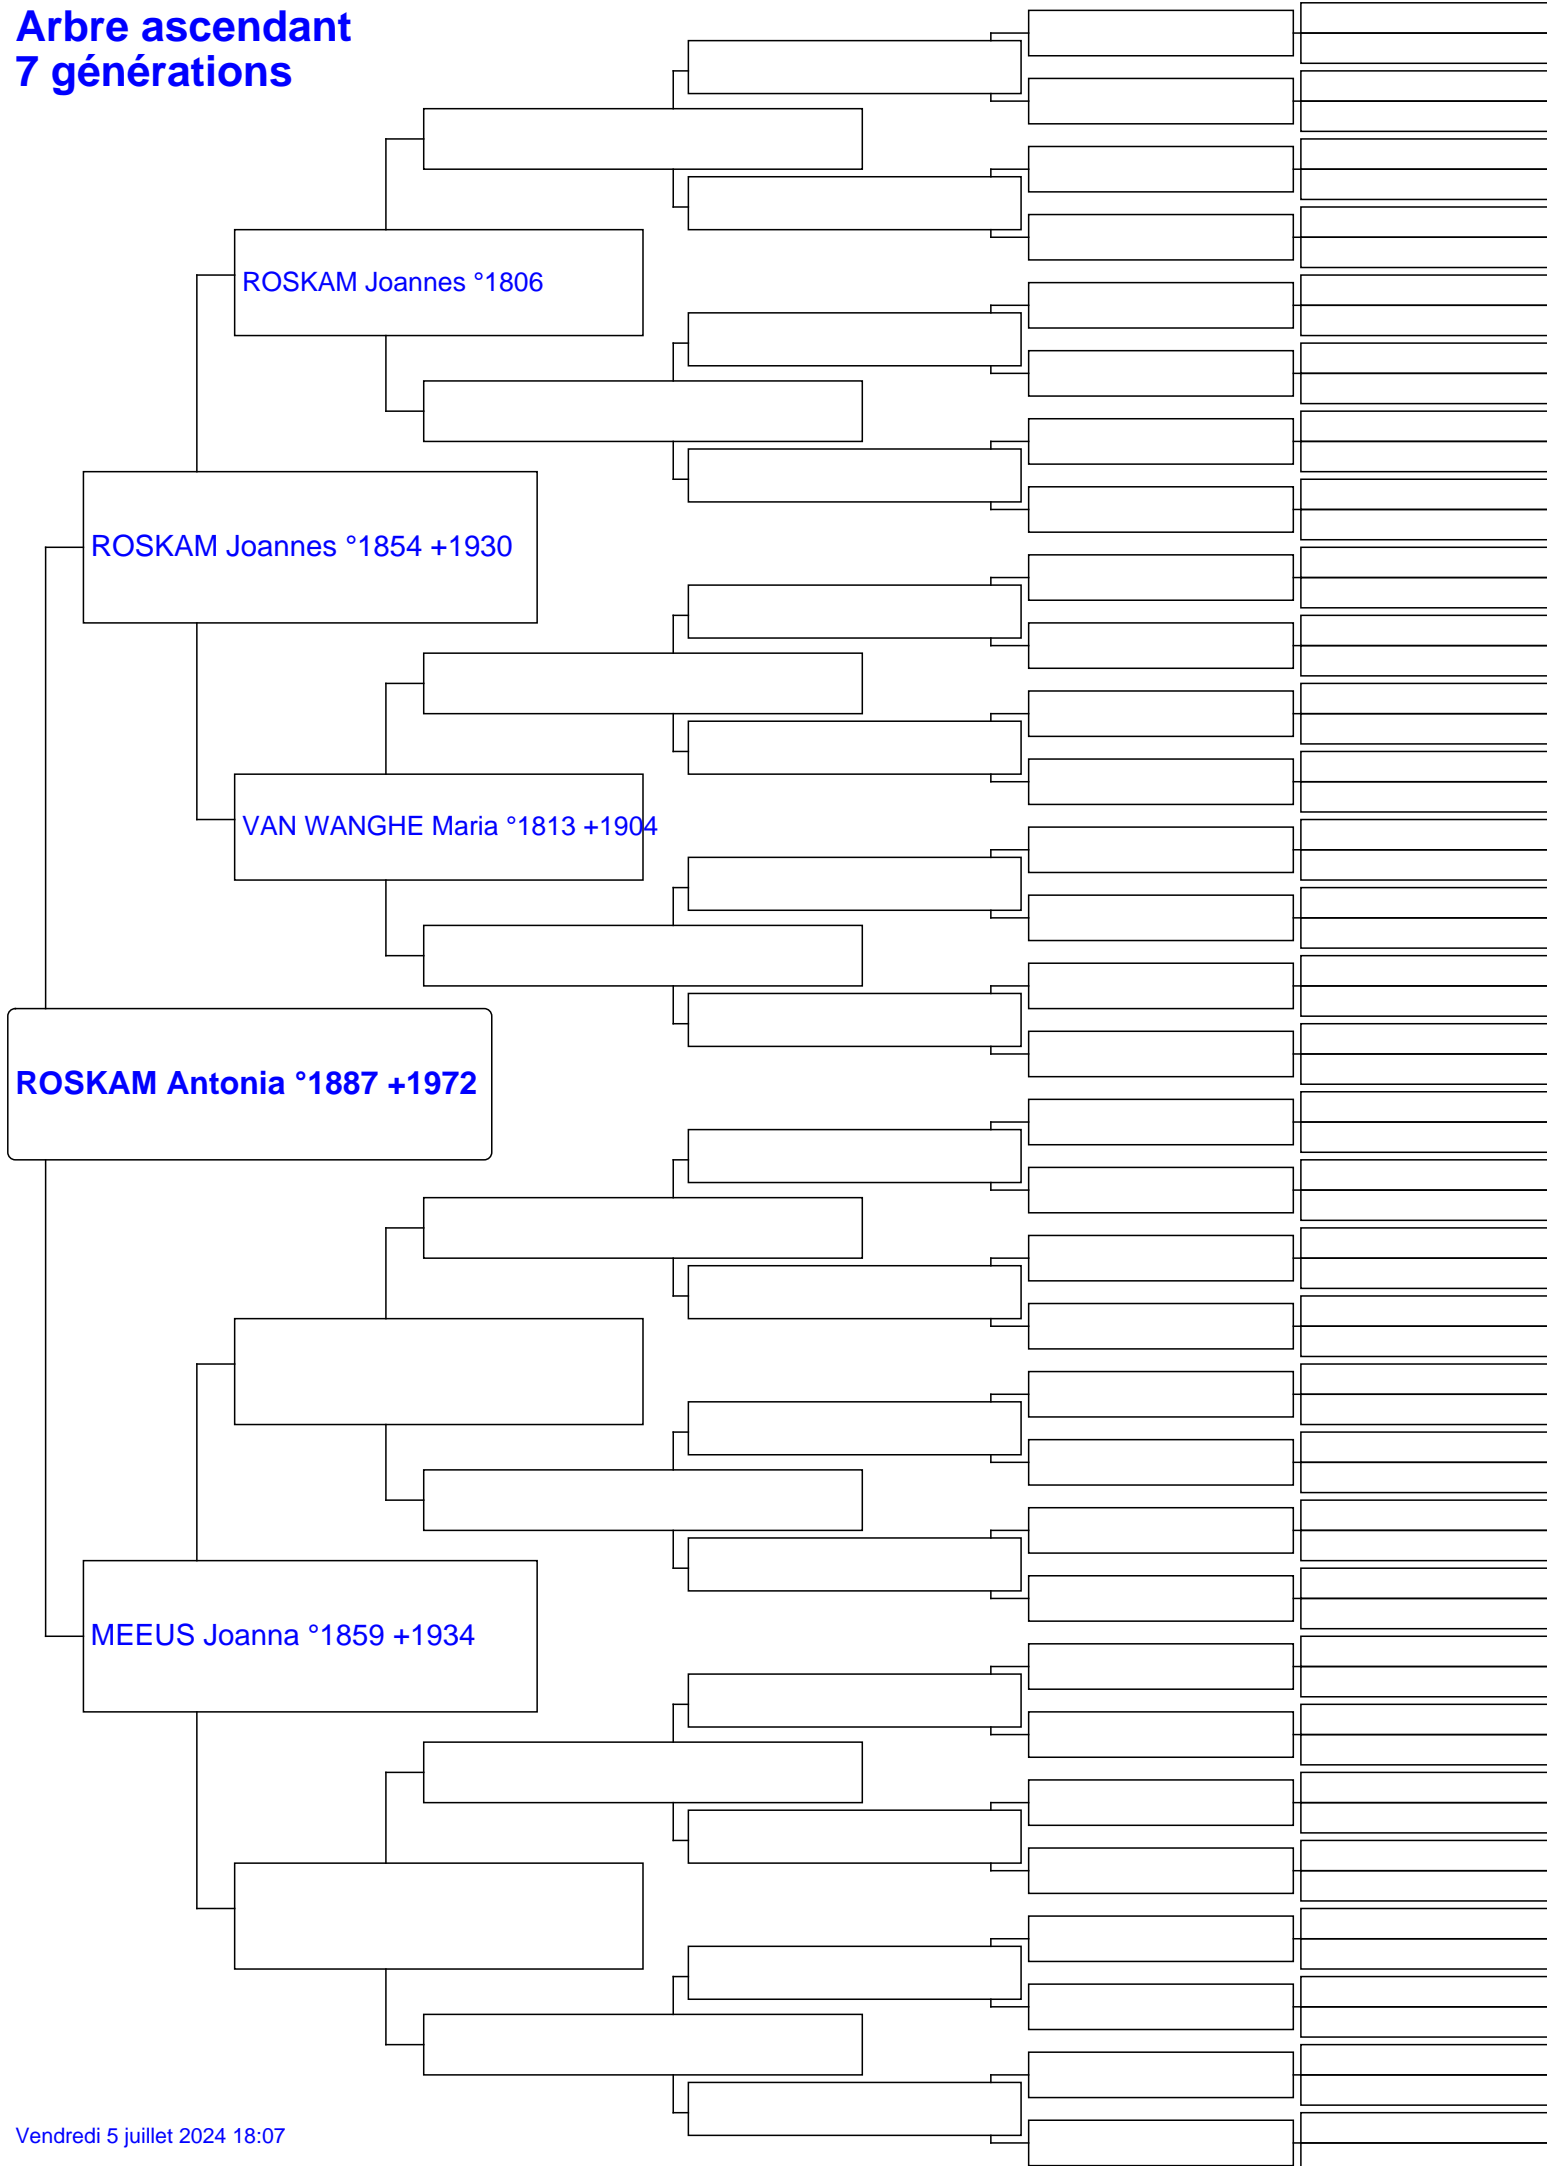 Arbre ascendant
7 générations
ROSKAM Joannes °1806
ROSKAM Joannes °1854 +1930
VAN WANGHE Maria °1813 +1904
ROSKAM Antonia °1887 +1972
MEEUS Joanna °1859 +1934
Vendredi 5 juillet 2024 18:07